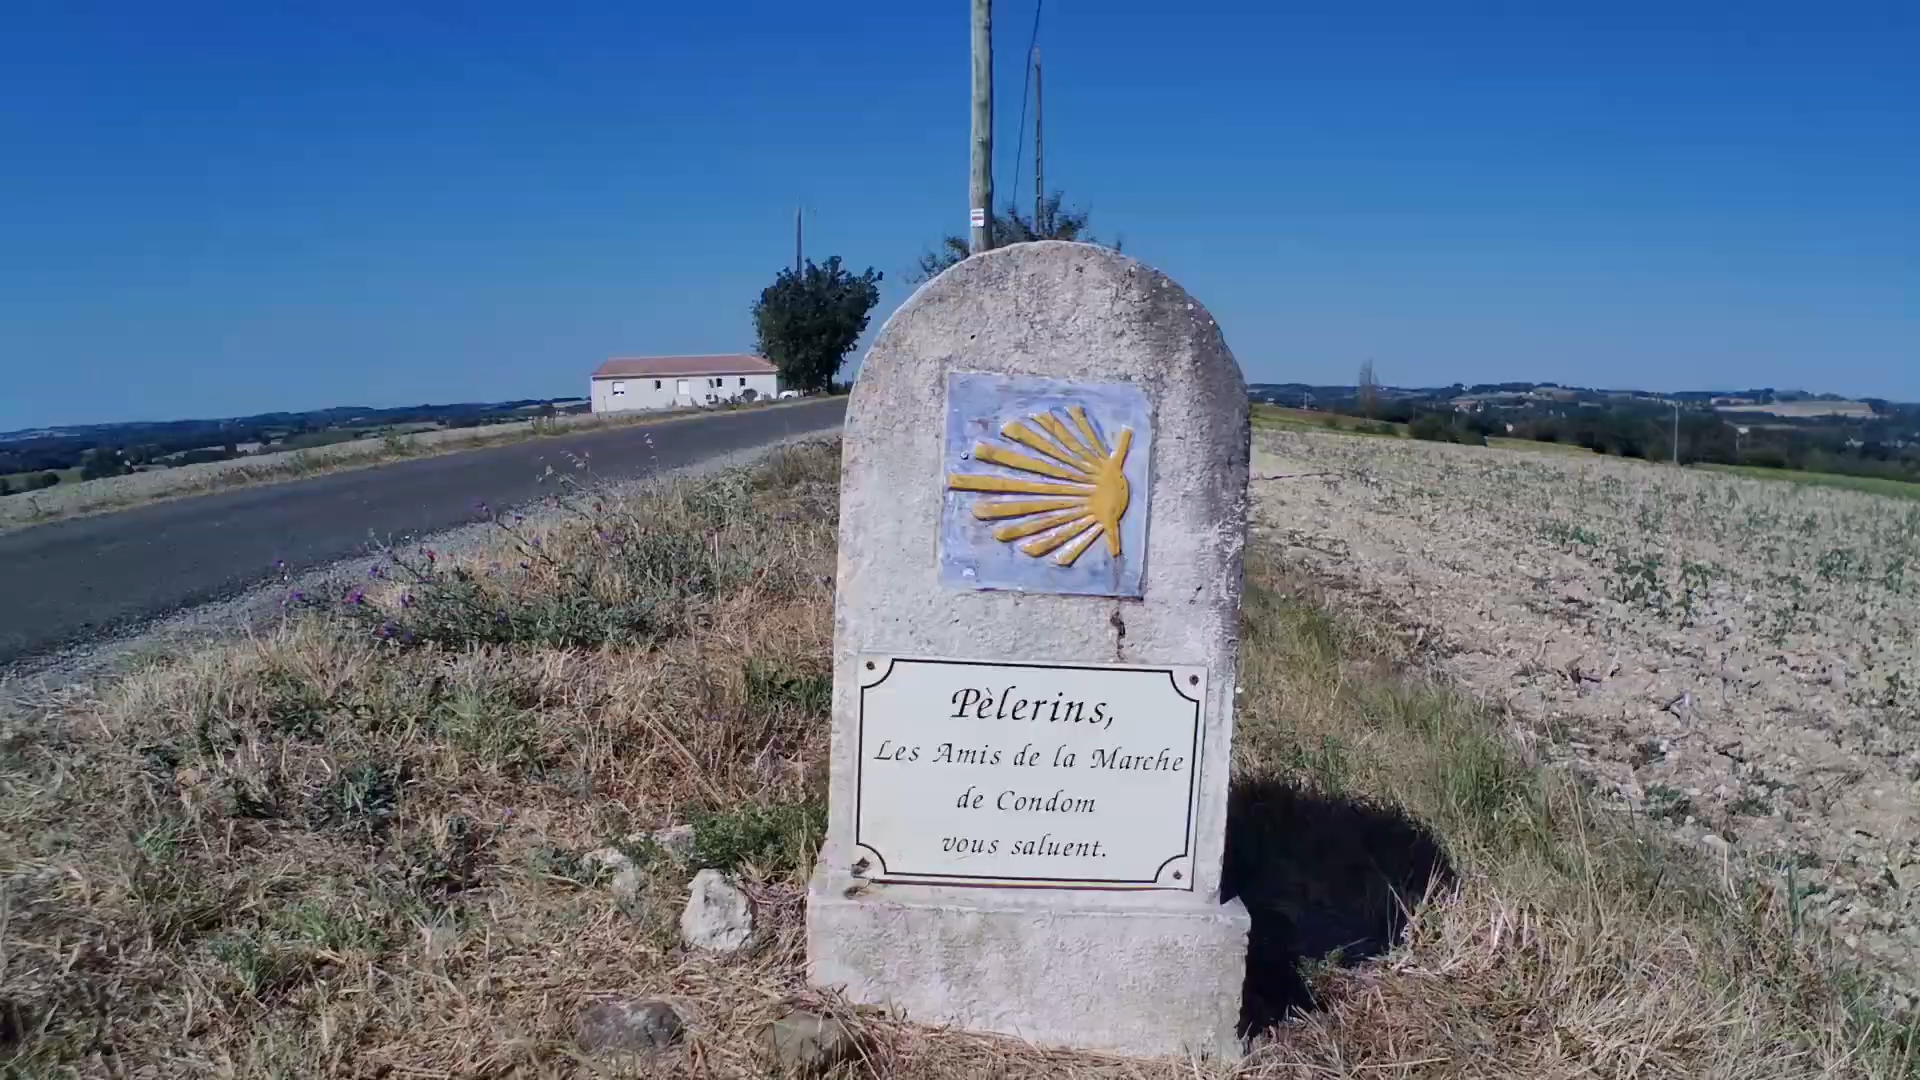 Pèlerins,
Les Amis de la Marche
de Condom
vous saluent.